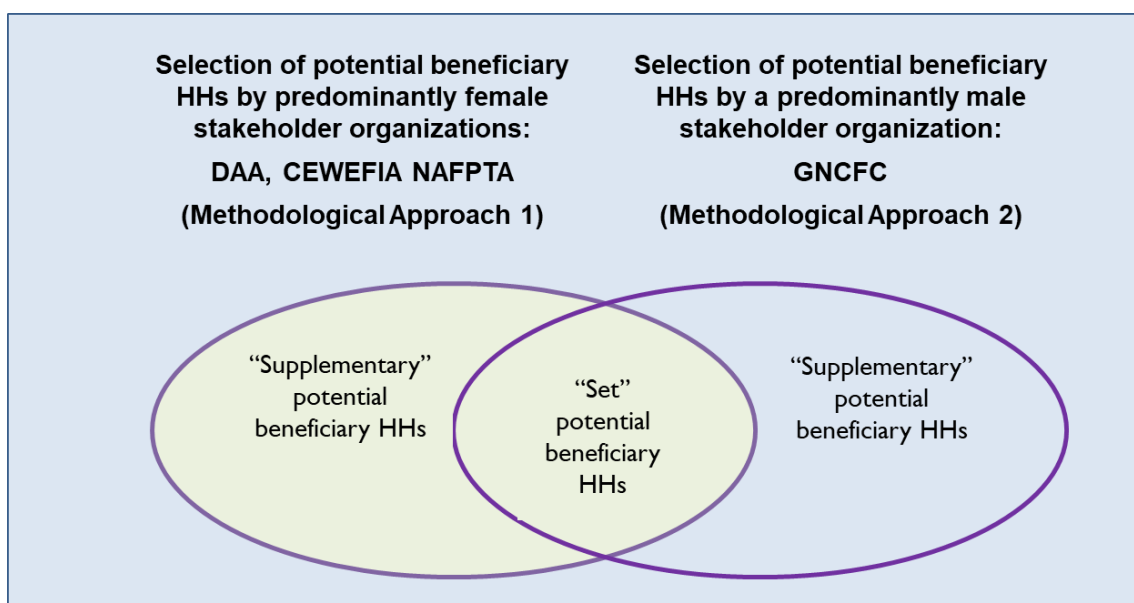 Selection of potential beneficiary
HHs by predominantly female
stakeholder organizations:
DAA, CEWEFIA NAFPTA
(Methodological Approach 1)
Selection of potential beneficiary
HHs by a predominantly male
stakeholder organization:
GNCFC
(Methodological Approach 2)
“Supplementary”
potential
beneficiary HHs
“Set”
potential
beneficiary
HHs
“Supplementary”
potential
beneficiary HHs